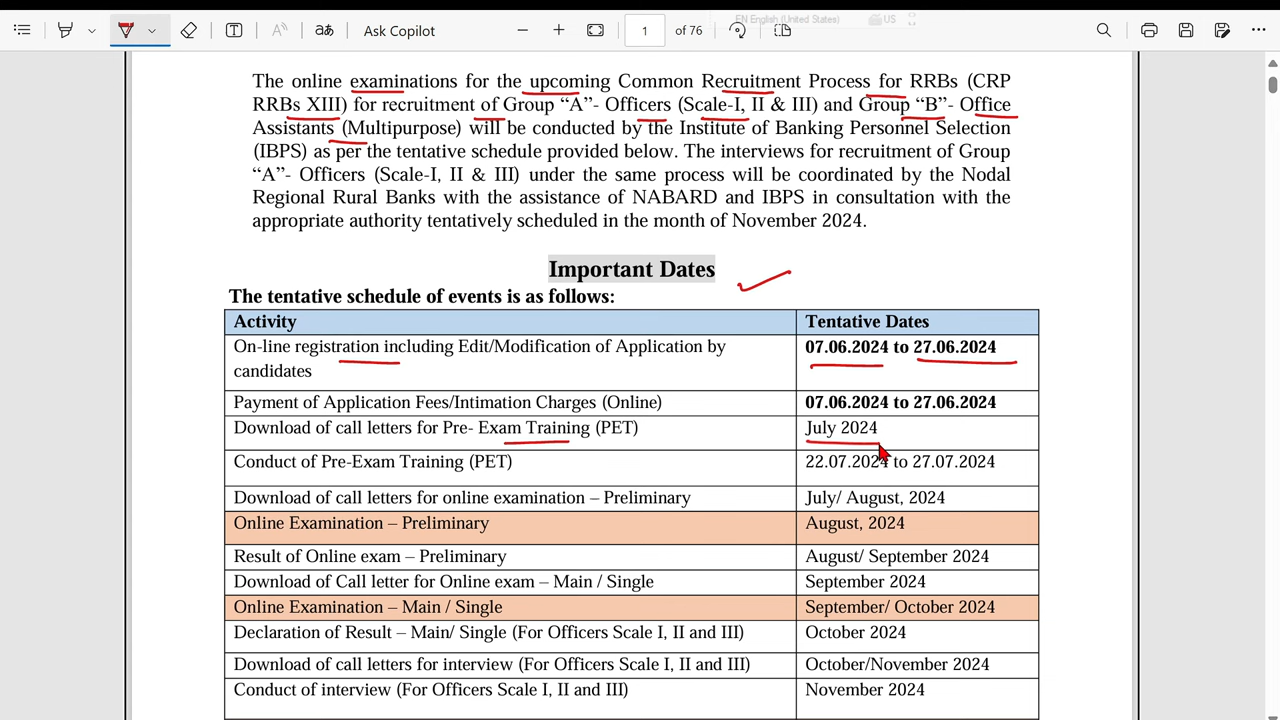 EN English (United States) US
Ask Copilot 1 of 76
The online examinations for the upcoming Common Recruitment Process for RRBs (CRP
RRBs XIII) for recruitment of Group “A”- Officers (Scale-I, II & III) and Group “B”- Office
Assistants (Multipurpose) will be conducted by the Institute of Banking Personnel Selection
(IBPS) as per the tentative schedule provided below. The interviews for recruitment of Group
“A”- Officers (Scale-I, II & III) under the same process will be coordinated by the Nodal
Regional Rural Banks with the assistance of NABARD and IBPS in consultation with the
appropriate authority tentatively scheduled in the month of November 2024.
Important Dates
The tentative schedule of events is as follows:
Activity Tentative Dates
On-line registration including Edit/Modification of Application by 07.06.2024 to 27.06.2024
candidates
Payment of Application Fees/Intimation Charges (Online) 07.06.2024 to 27.06.2024
Download of call letters for Pre- Exam Training (PET) July 2024
Conduct of Pre-Exam Training (PET) 22.07.2024 to 27.07.2024
Download of call letters for online examination – Preliminary July/ August, 2024
Online Examination – Preliminary August, 2024
Result of Online exam – Preliminary August/ September 2024
Download of Call letter for Online exam – Main / Single September 2024
Online Examination – Main / Single September/ October 2024
Declaration of Result – Main/ Single (For Officers Scale I, II and III) October 2024
Download of call letters for interview (For Officers Scale I, II and III) October/November 2024
Conduct of interview (For Officers Scale I, II and III) November 2024